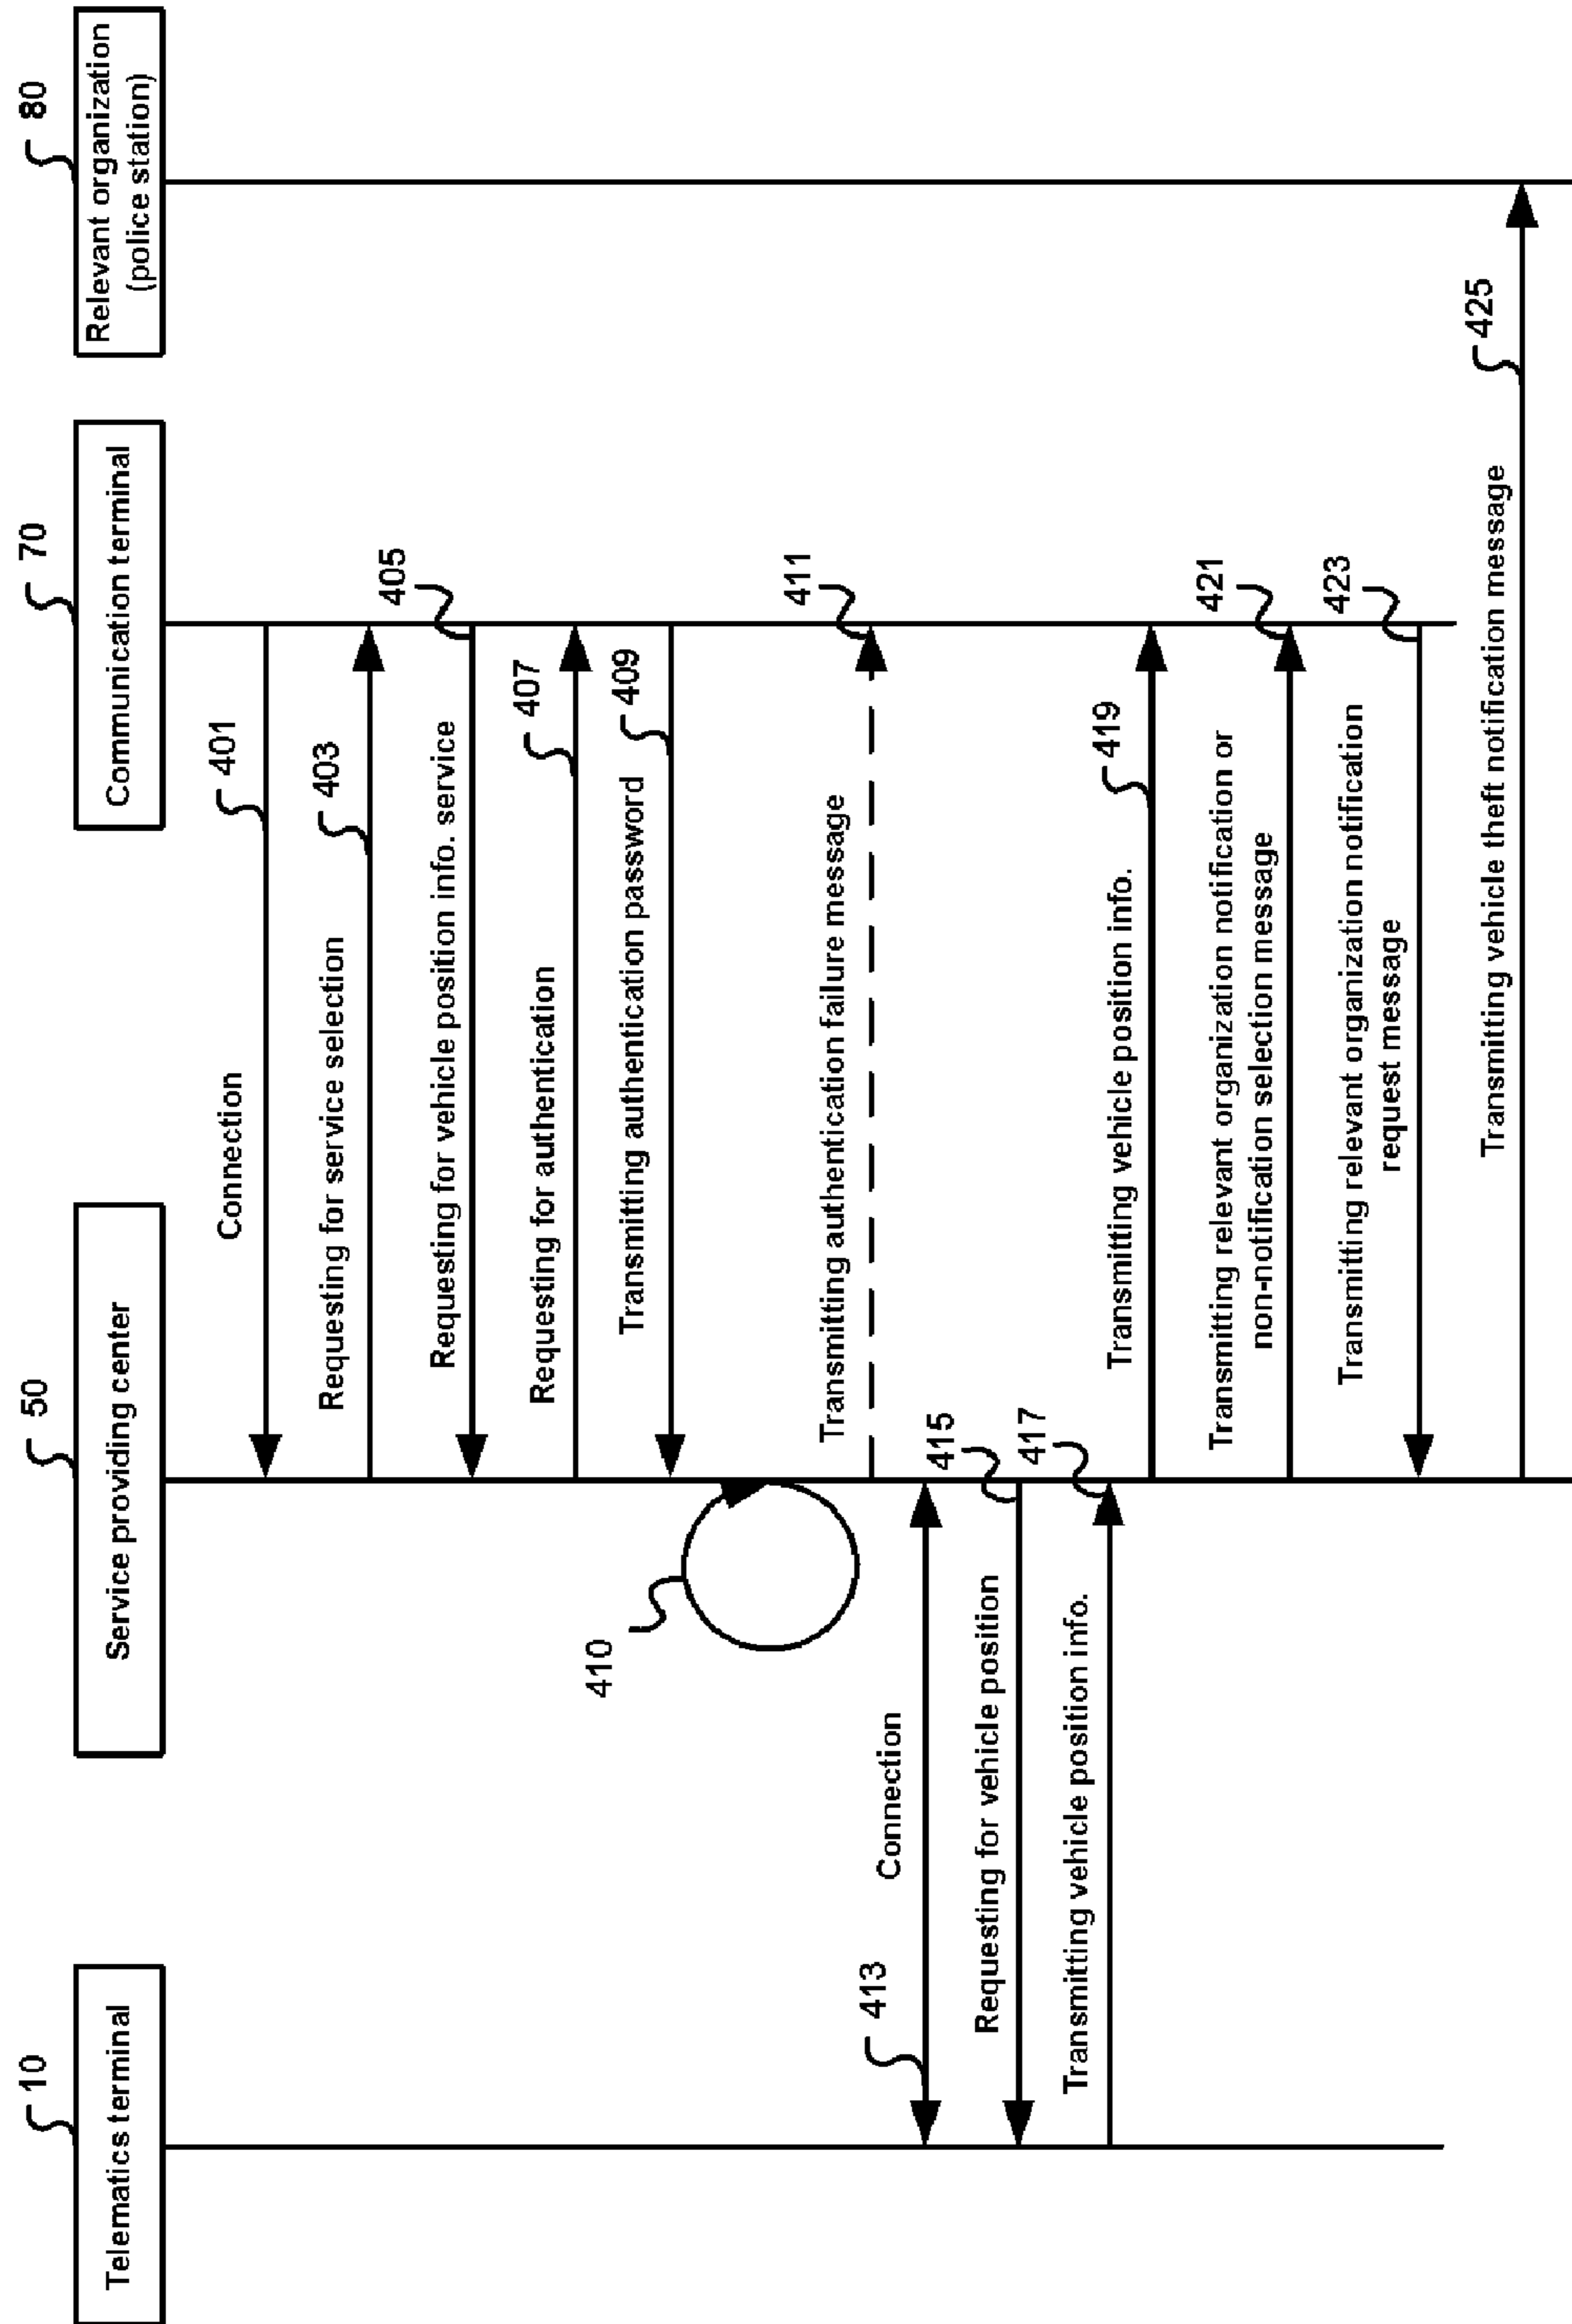 10
50
70
80
Telematics terminal
Service providing center
Communication terminal
Relevant organization
(police station)
Connection
401
Requesting for service selection
403
Requesting for vehicle position info. service
405
Requesting for authentication
407
Transmitting authentication password
409
410
Transmitting authentication failure message
411
413
Connection
Requesting for vehicle position
415
Transmitting vehicle position info.
417
Transmitting vehicle position info.
419
Transmitting relevant organization notification or
non-notification selection message
421
Transmitting relevant organization notification
request message
423
Transmitting vehicle theft notification message
425